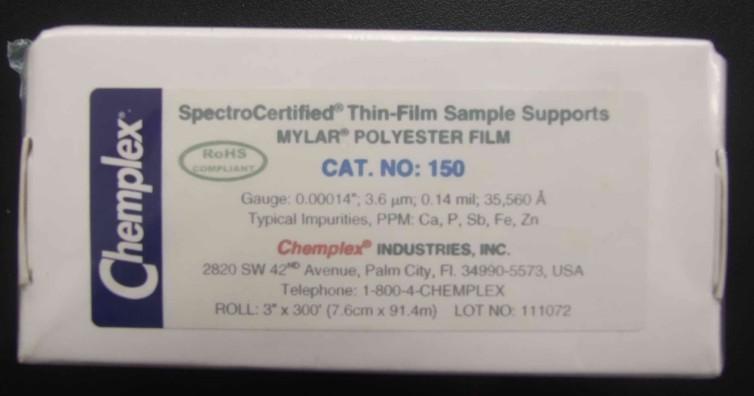 Chemplex®
SpectroCertified® Thin-Film Sample Supports
MYLAR® POLYESTER FILM
RoHS
COMPLIANT
CAT. NO: 150
Gauge: 0.00014"; 3.6 µm; 0.14 mil; 35,560 Å
Typical Impurities, PPM: Ca, P, Sb, Fe, Zn
Chemplex® INDUSTRIES, INC.
2820 SW 42ND Avenue, Palm City, Fl. 34990-5573, USA
Telephone: 1-800-4-CHEMPLEX
ROLL: 3" x 300' (7.6cm x 91.4m) LOT NO: 111072